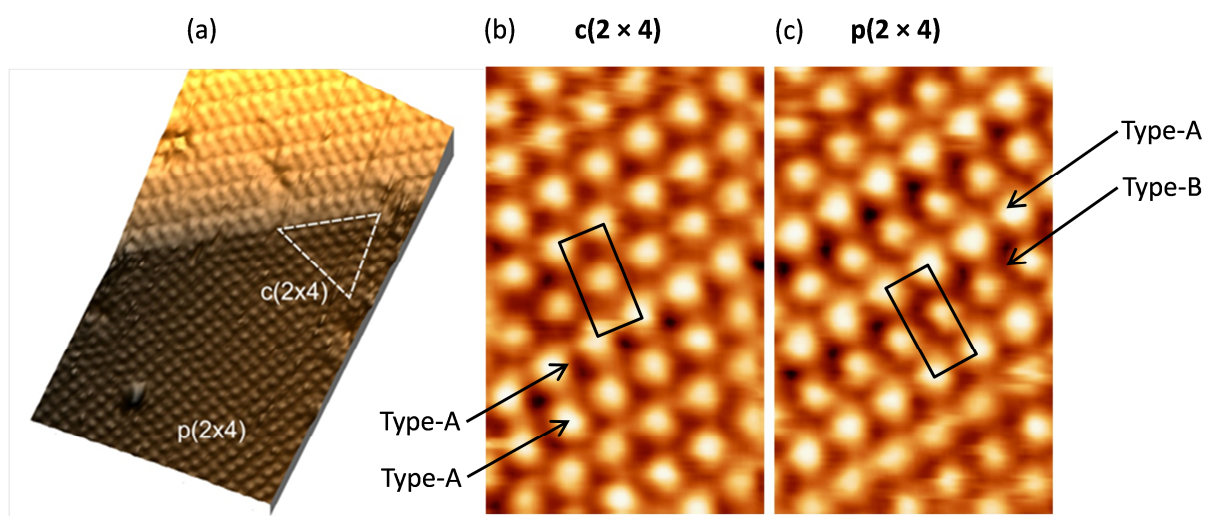 (a)
(b) c(2 × 4)
(c) p(2 × 4)
c(2x4)
p(2x4)
Type-A
Type-A
Type-A
Type-B